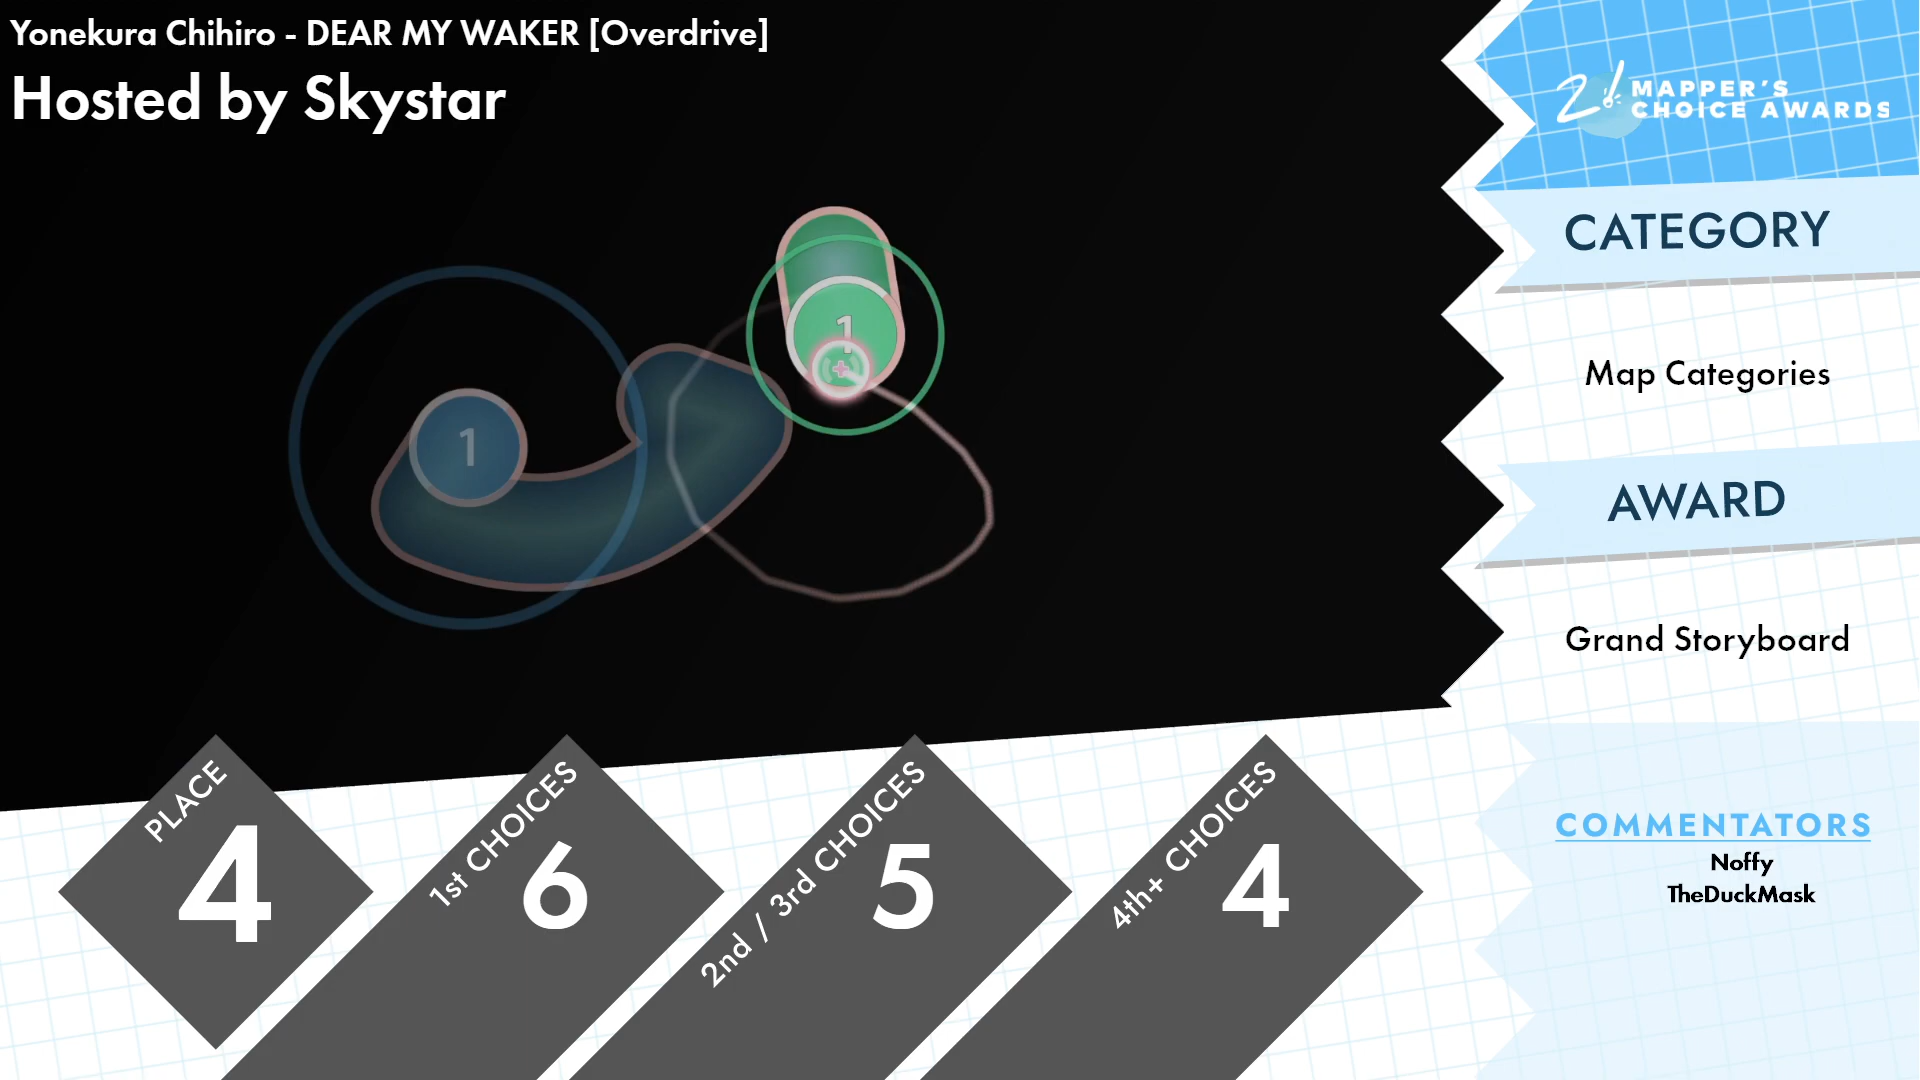 Yonekura Chihiro - DEAR MY WAKER [Overdrive]
Hosted by Skystar
2! MAPPER'S
CHOICE AWARDS
CATEGORY
Map Categories
AWARD
Grand Storyboard
1
1
PLACE
4
1st CHOICES
6
2nd / 3rd CHOICES
5
4th+ CHOICES
4
COMMENTATORS
Noffy
TheDuckMask